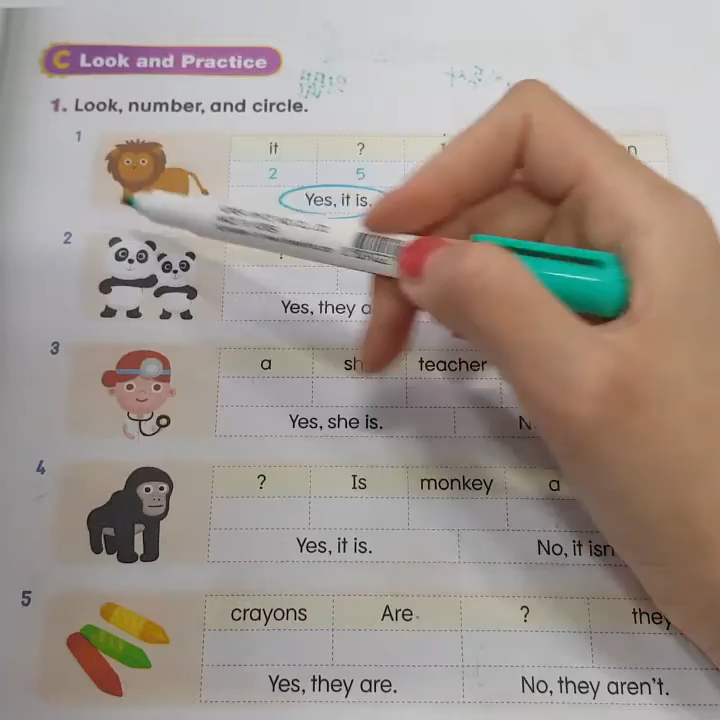 C Look and Practice
1. Look, number, and circle.
1
it ?
2 5
Yes, it is.
2
Yes, they
3
a teacher
Yes, she is.
4
? Is monkey a
Yes, it is. No, it
5
crayons Are ? they
Yes, they are. No, they aren't.